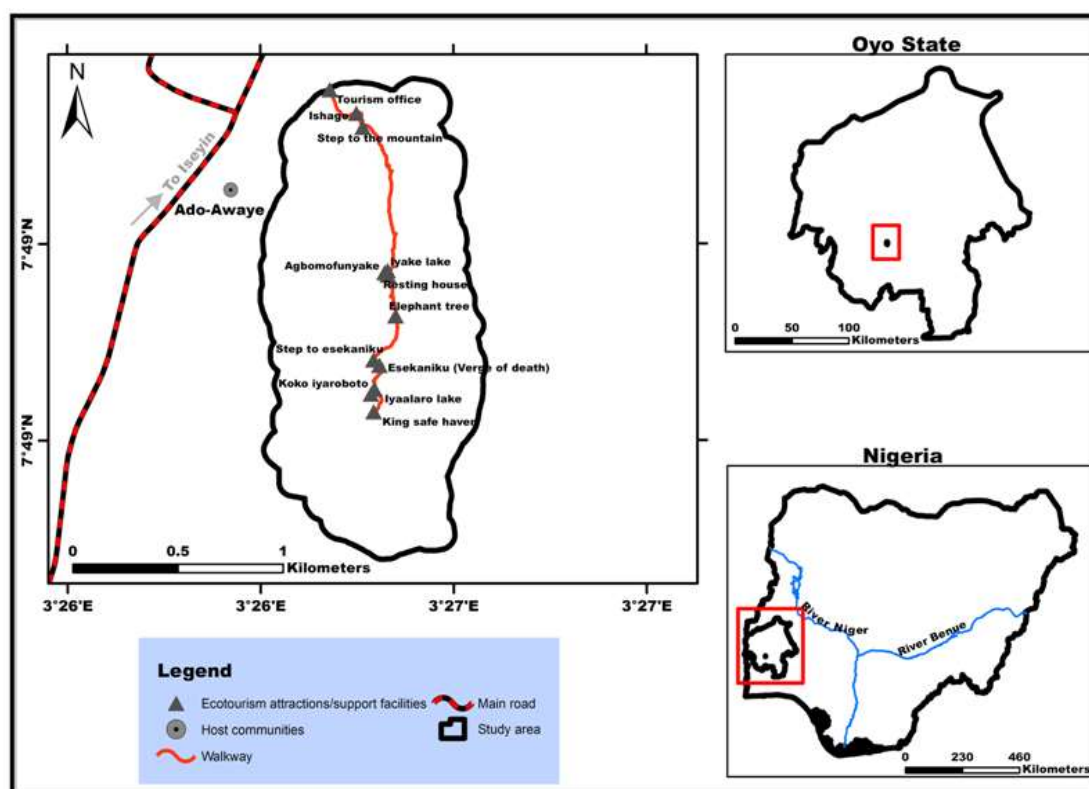 N
Tourism office
Ishage
Step to the mountain
To Iseyin
Ado-Awaye
Agbomofunyake
Iyake lake
Resting house
Elephant tree
Step to esekaniku
Esekaniku (Verge of death)
Koko iyaroboto
Iyaalaro lake
King safe haven
7°49'N
7°49'N
0 0.5 1
Kilometers
3°26'E 3°26'E 3°27'E 3°27'E
Legend
Ecotourism attractions/support facilities
Host communities
Walkway
Main road
Study area
Oyo State
0 50 100
Kilometers
Nigeria
River Niger
River Benue
0 230 460
Kilometers